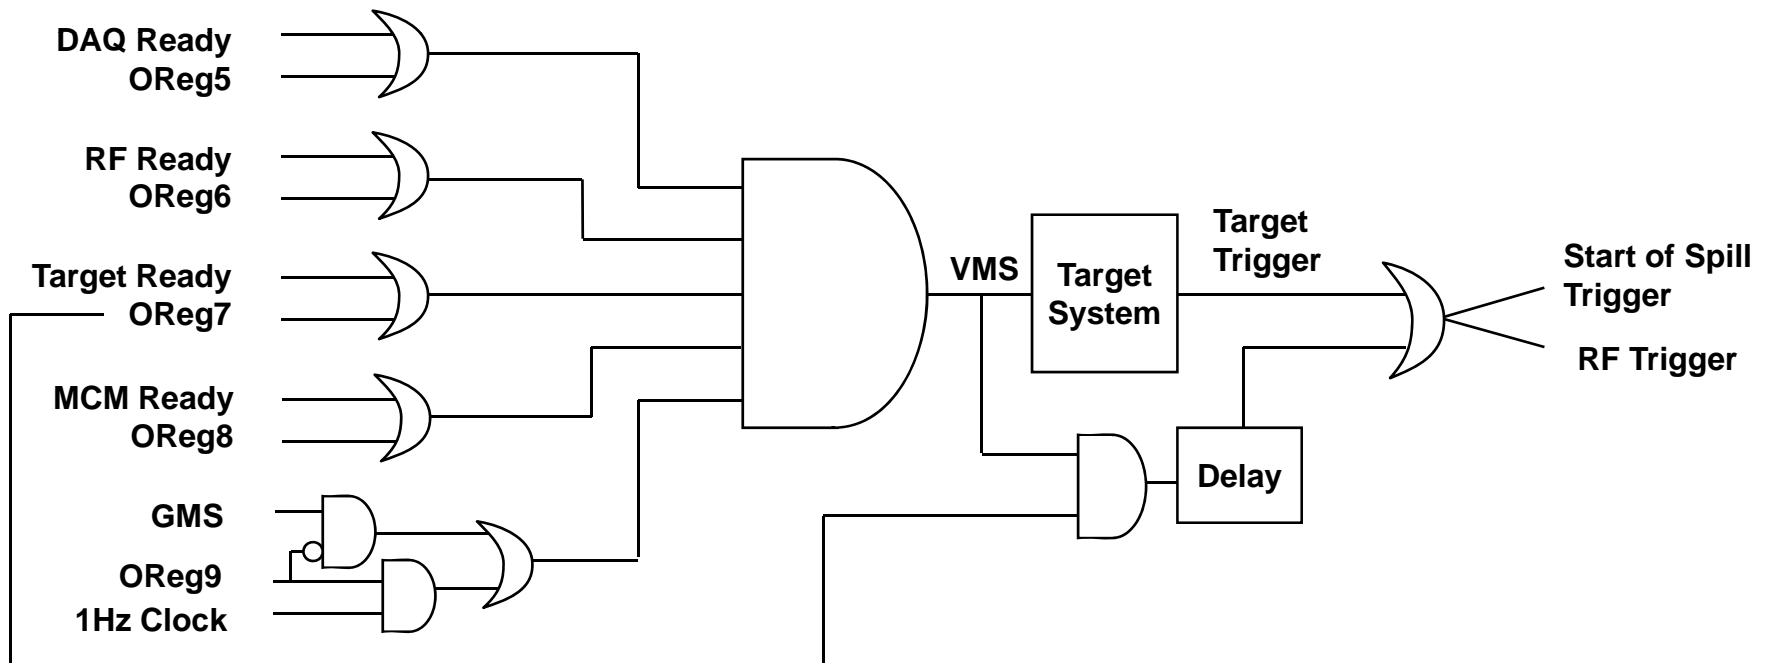 DAQ Ready
OReg5
RF Ready
OReg6
Target Ready
OReg7
MCM Ready
OReg8
GMS
OReg9
1Hz Clock
VMS
Target
System
Target
Trigger
Delay
Start of Spill
Trigger
RF Trigger